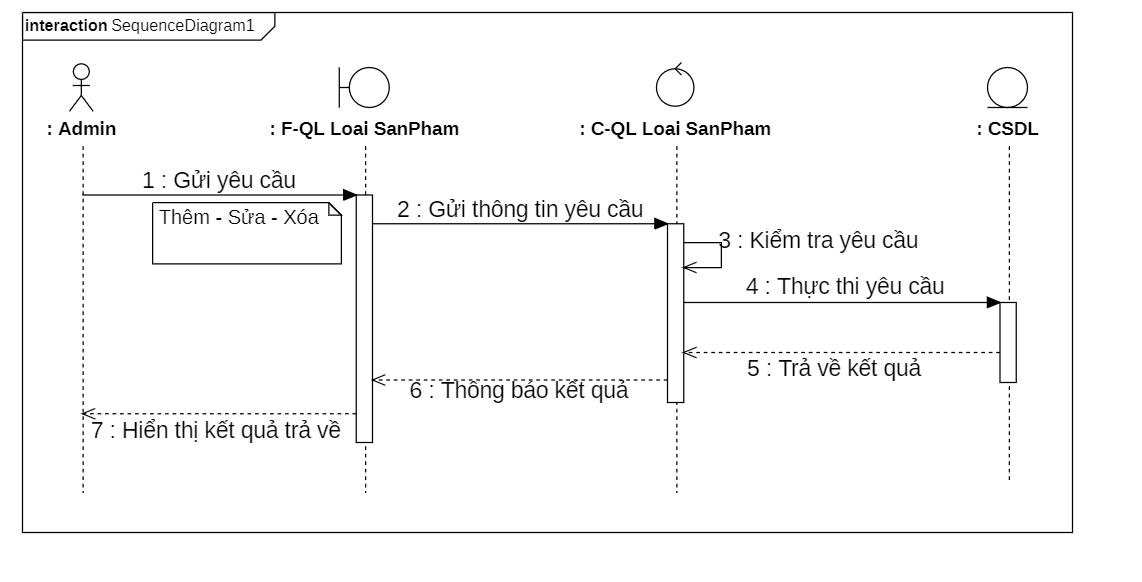 interaction SequenceDiagram1
: Admin
: F-QL Loai SanPham
: C-QL Loai SanPham
: CSDL
1 : Gửi yêu cầu
Thêm - Sửa - Xóa
2 : Gửi thông tin yêu cầu
3 : Kiểm tra yêu cầu
4 : Thực thi yêu cầu
5 : Trả về kết quả
6 : Thông báo kết quả
7 : Hiển thị kết quả trả về